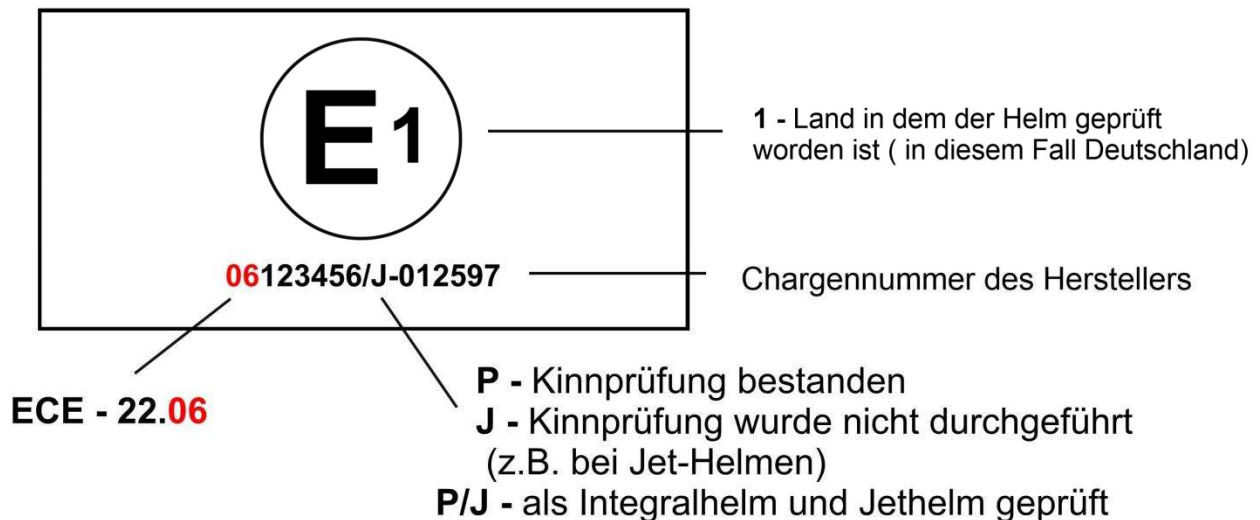 E1
1 - Land in dem der Helm geprüft
worden ist ( in diesem Fall Deutschland)
06123456/J-012597
Chargennummer des Herstellers
ECE - 22.06
P - Kinnprüfung bestanden
J - Kinnprüfung wurde nicht durchgeführt
(z.B. bei Jet-Helmen)
P/J - als Integralhelm und Jethelm geprüft